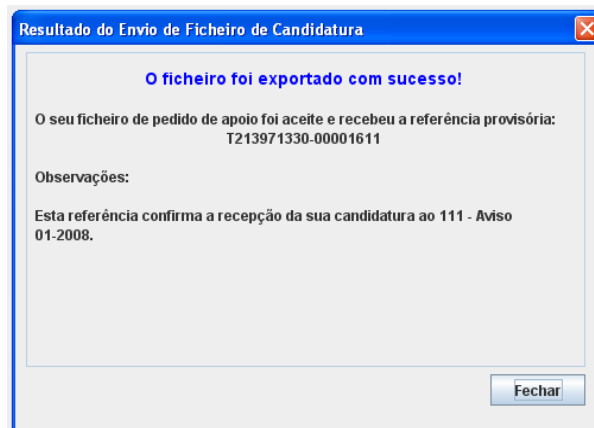 Resultado do Envio de Ficheiro de Candidatura
O ficheiro foi exportado com sucesso!
O seu ficheiro de pedido de apoio foi aceite e recebeu a referência provisória:
T213971330-00001611
Observações:
Esta referência confirma a recepção da sua candidatura ao 111 - Aviso
01-2008.
Fechar